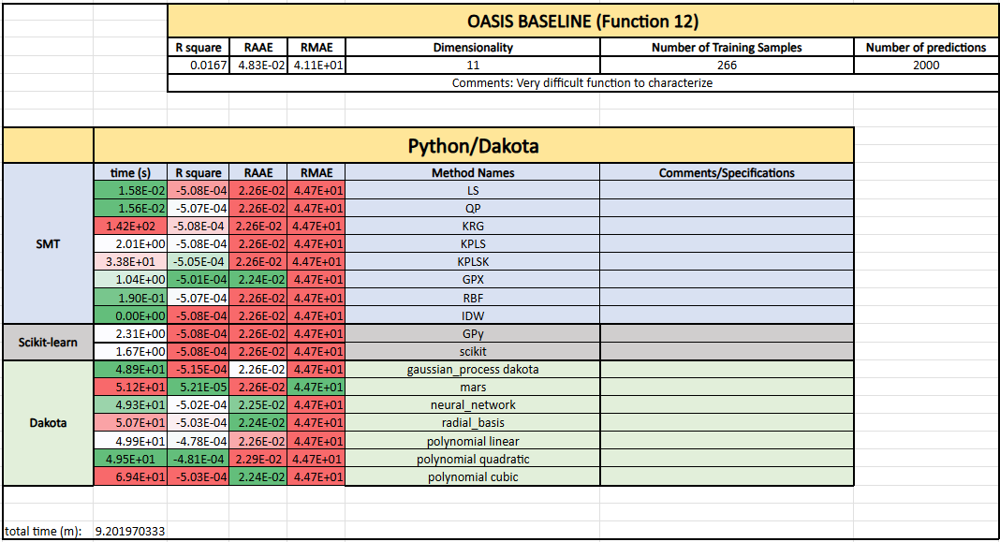 OASIS BASELINE (Function 12)
R square RAAE RMAE Dimensionality Number of Training Samples Number of predictions
0.0167 4.83E-02 4.11E+01 11 266 2000
Comments: Very difficult function to characterize
Python/Dakota
time (s) R square RAAE RMAE Method Names Comments/Specifications
1.58E-02 -5.08E-04 2.26E-02 4.47E+01 LS
1.56E-02 -5.07E-04 2.26E-02 4.47E+01 QP
1.42E+02 -5.08E-04 2.26E-02 4.47E+01 KRG
SMT 2.01E+00 -5.08E-04 2.26E-02 4.47E+01 KPLS
3.38E+01 -5.05E-04 2.26E-02 4.47E+01 KPLSK
1.04E+00 -5.01E-04 2.24E-02 4.47E+01 GPX
1.90E-01 -5.07E-04 2.26E-02 4.47E+01 RBF
0.00E+00 -5.08E-04 2.26E-02 4.47E+01 IDW
Scikit-learn
2.31E+00 -5.08E-04 2.26E-02 4.47E+01 GPy
1.67E+00 -5.08E-04 2.26E-02 4.47E+01 scikit
4.89E+01 -5.15E-04 2.26E-02 4.47E+01 gaussian_process dakota
5.12E+01 5.21E-05 2.26E-02 4.47E+01 mars
4.93E+01 -5.02E-04 2.25E-02 4.47E+01 neural_network
Dakota 5.07E+01 -5.03E-04 2.24E-02 4.47E+01 radial_basis
4.99E+01 -4.78E-04 2.26E-02 4.47E+01 polynomial linear
4.95E+01 -4.81E-04 2.29E-02 4.47E+01 polynomial quadratic
6.94E+01 -5.03E-04 2.24E-02 4.47E+01 polynomial cubic
total time (m): 9.201970333